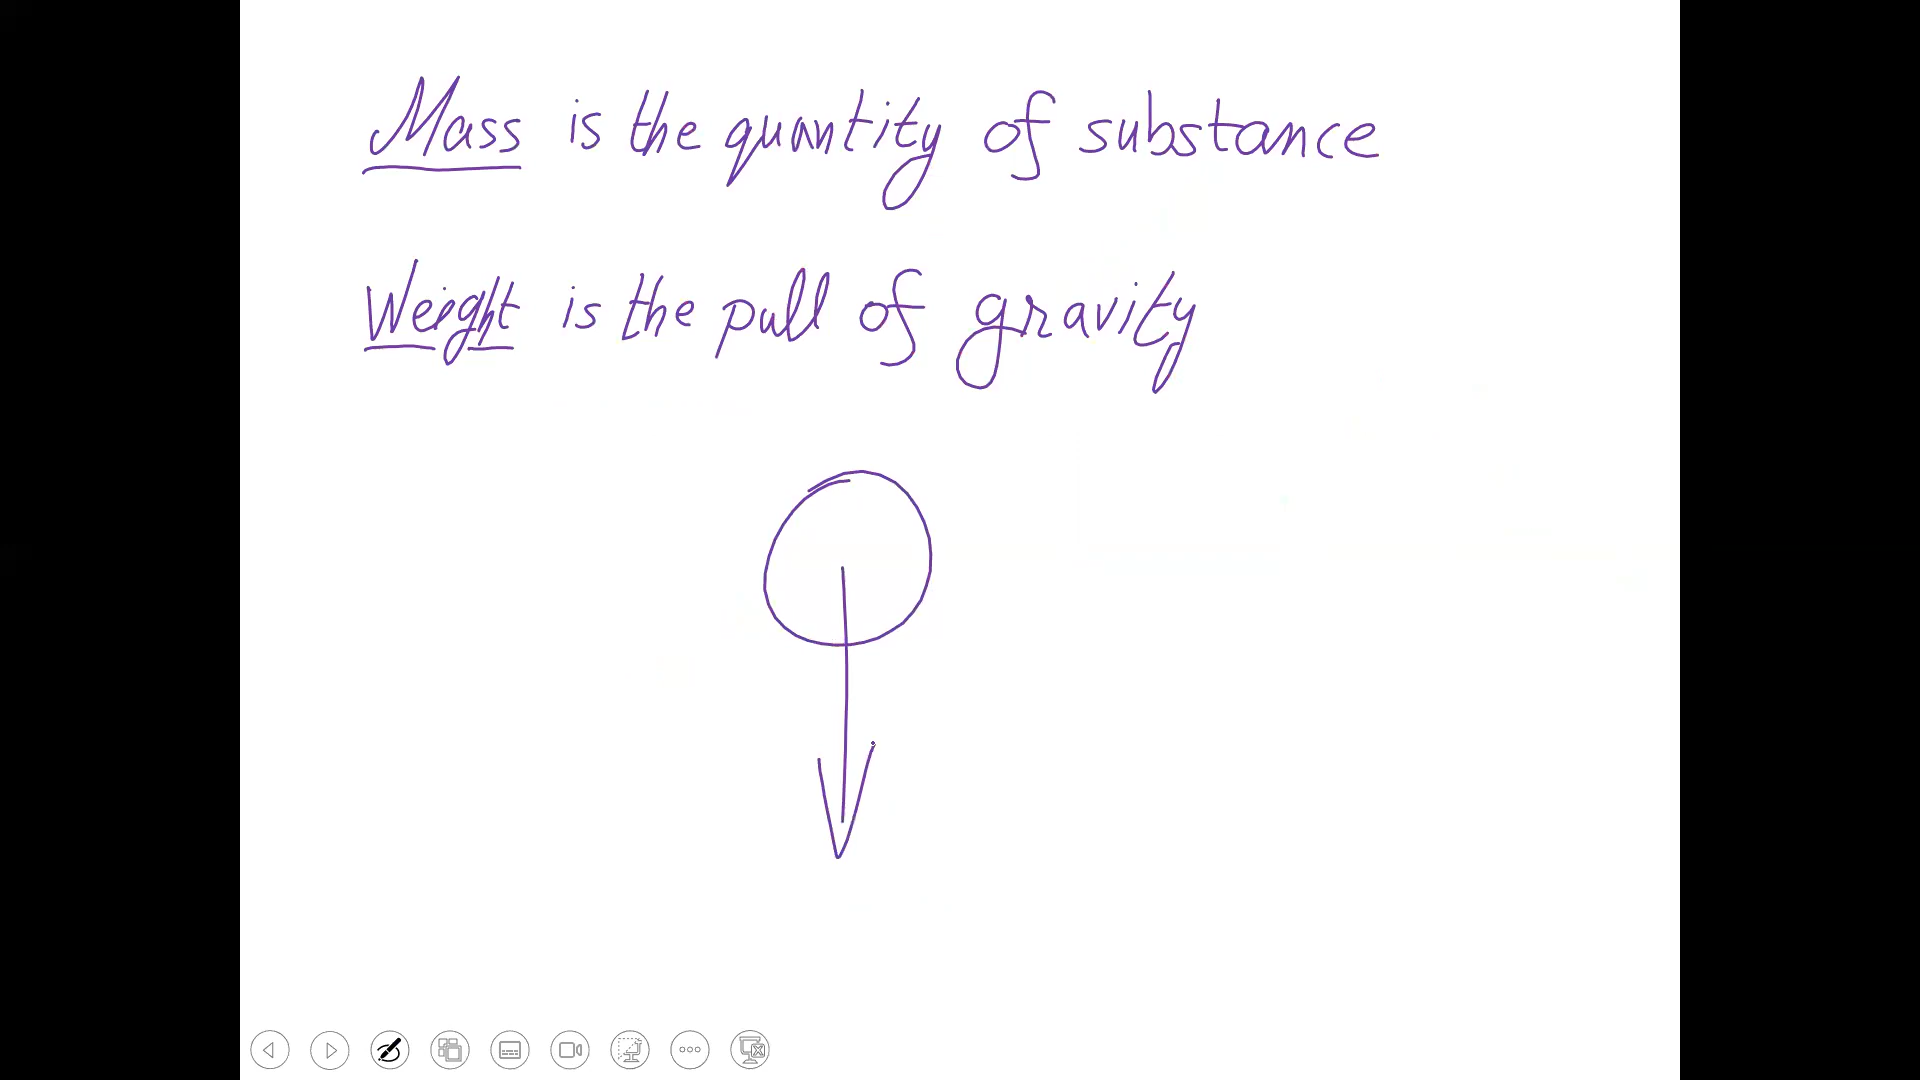 Mass is the quantity of substance
Weight is the pull of gravity